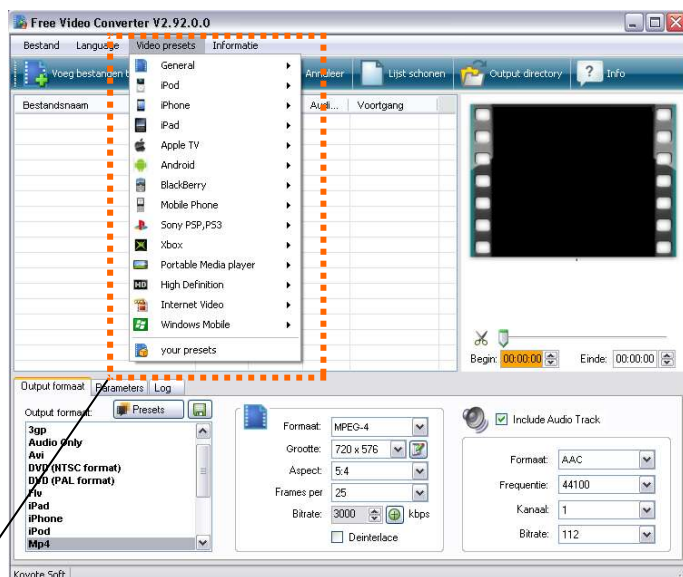 Free Video Converter V2.92.0.0
Bestand Language Video presets Informatie
Voeg bestanden Annuleer Lijst schonen Output directory Info
Bestandsnaam Audi... Voortgang
General
iPod
iPhone
iPad
Apple TV
Android
BlackBerry
Mobile Phone
Sony PSP,PS3
Xbox
Portable Media player
HD High Definition
Internet Video
Windows Mobile
your presets
Begin: 00:00:00 Einde: 00:00:00
Output formaat Parameters Log
Output formaat: Presets
3gp
Audio Only
Avi
DVD (NTSC format)
DVD (PAL format)
Flv
iPad
iPhone
iPod
Mp4
Formaat: MPEG-4
Grootte: 720 x 576
Aspect: 5:4
Frames per 25
Bitrate: 3000 kbps
Deinterlace
Include Audio Track
Formaat: AAC
Frequentie: 44100
Kanaal: 1
Bitrate: 112
Koyote Soft